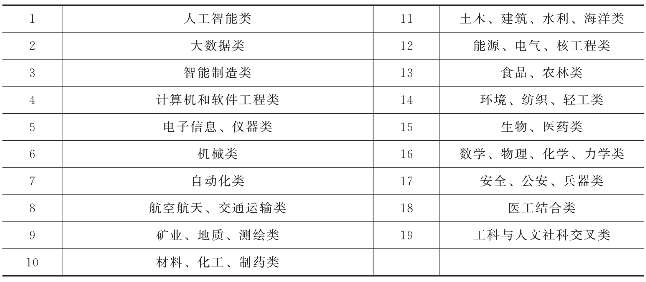 1 人工智能类 11 土木、建筑、水利、海洋类
2 大数据类 12 能源、电气、核工程类
3 智能制造类 13 食品、农林类
4 计算机和软件工程类 14 环境、纺织、轻工类
5 电子信息、仪器类 15 生物、医药类
6 机械类 16 数学、物理、化学、力学类
7 自动化类 17 安全、公安、兵器类
8 航空航天、交通运输类 18 医工结合类
9 矿业、地质、测绘类 19 工科与人文社科交叉类
10 材料、化工、制药类